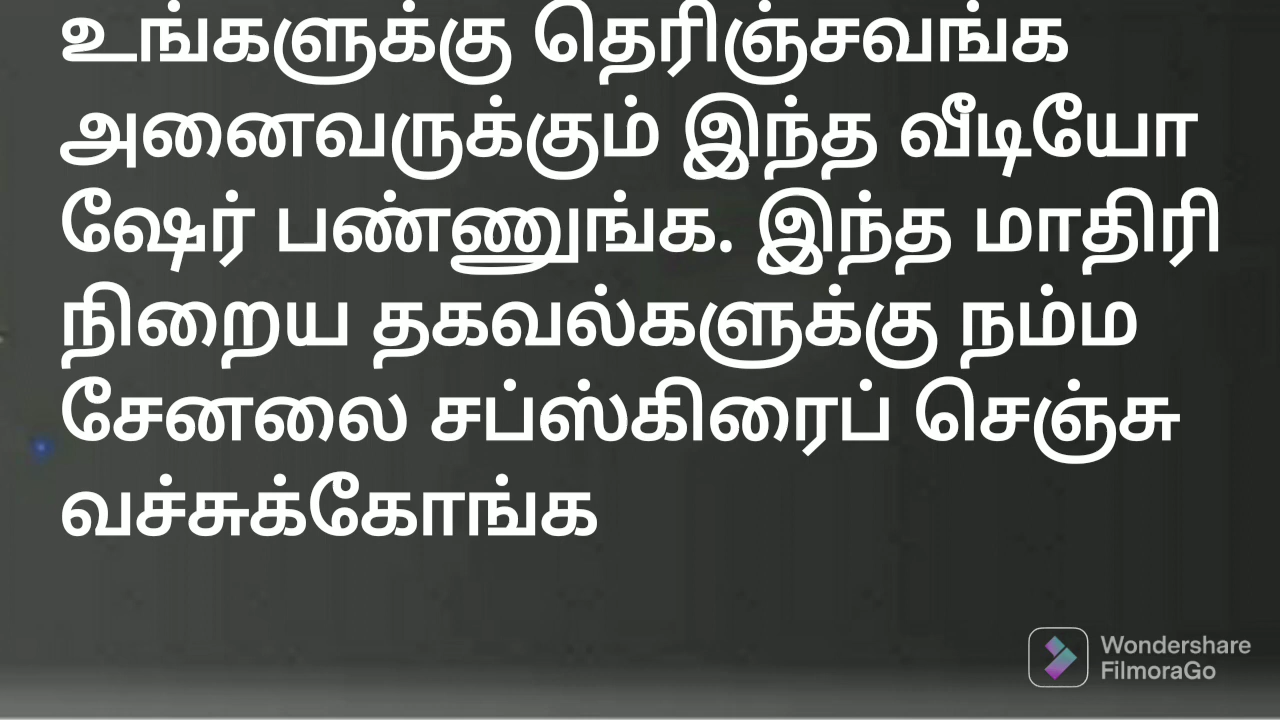 உங்களுக்கு தெரிஞ்சவங்க
அனைவருக்கும் இந்த வீடியோ
ஷேர் பண்ணுங்க. இந்த மாதிரி
நிறைய தகவல்களுக்கு நம்ம
சேனலை சப்ஸ்கிரைப் செஞ்சு
வச்சுக்கோங்க
Wondershare
FilmoraGo